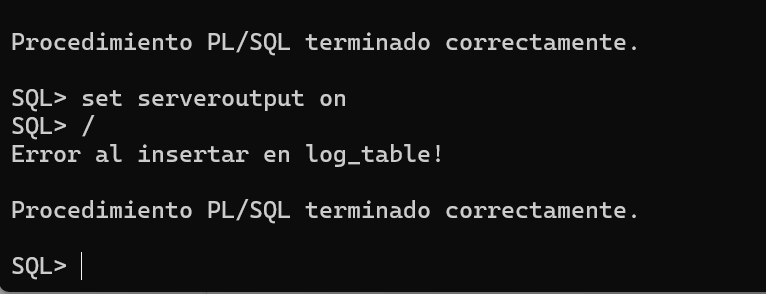 Procedimiento PL/SQL terminado correctamente.
SQL> set serveroutput on
SQL> /
Error al insertar en log_table!
Procedimiento PL/SQL terminado correctamente.
SQL>